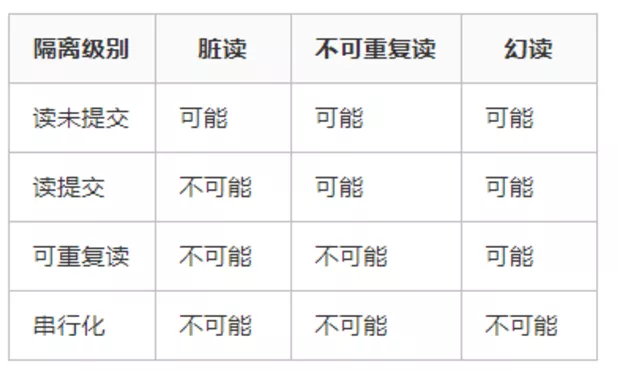 隔离级别 脏读 不可重复读 幻读
读未提交 可能 可能 可能
读提交 不可能 可能 可能
可重复读 不可能 不可能 可能
串行化 不可能 不可能 不可能